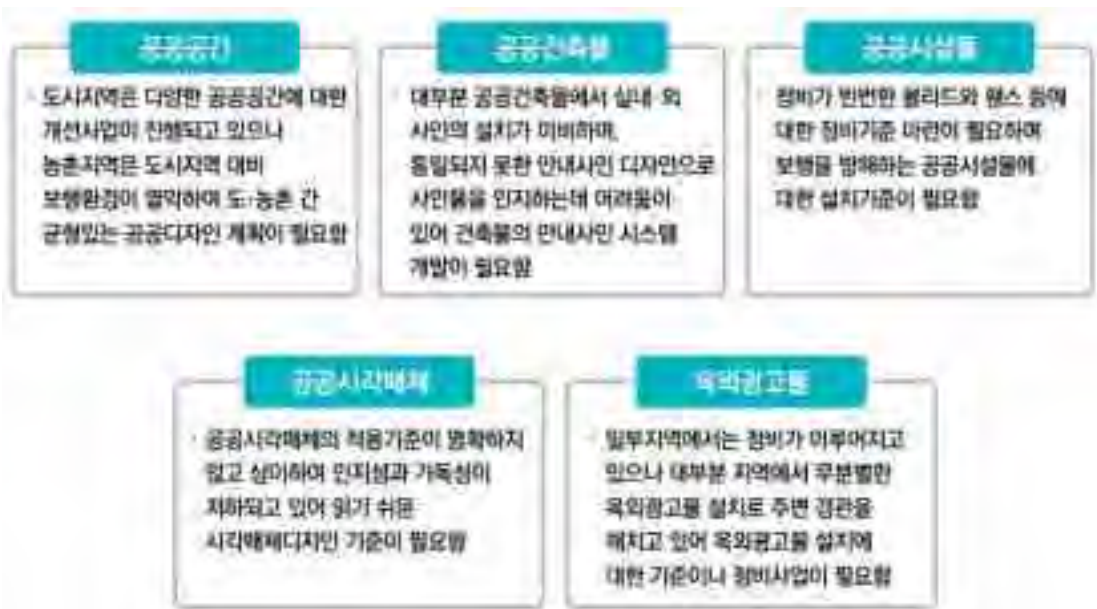 공공공간
· 도시지역은 다양한 공공공간에 대한
개선사업이 진행되고 있으나
농촌지역은 도시지역 대비
보행환경이 열악하여 도·농촌 간
균형있는 공공디자인 계획이 필요함
공공건축물
· 대부분 공공건축물에서 실내·외
사인의 설치가 미비하며,
통일되지 못한 안내사인 디자인으로
사인물을 인지하는데 어려움이
있어 건축물의 안내사인 시스템
개발이 필요함
공공시설물
· 정비가 빈번한 볼라드와 휀스 등에
대한 정비기준 마련이 필요하며
보행을 방해하는 공공시설물에
대한 설치기준이 필요함
공공시각매체
· 공공시각매체의 적용기준이 명확하지
않고 상이하여 인지성과 가독성이
저하되고 있어 읽기 쉬운
시각매체디자인 기준이 필요함
옥외광고물
· 일부지역에서는 정비가 이루어지고
있으나 대부분 지역에서 무분별한
옥외광고물 설치로 주변 경관을
해치고 있어 옥외광고물 설치에
대한 기준이나 정비사업이 필요함